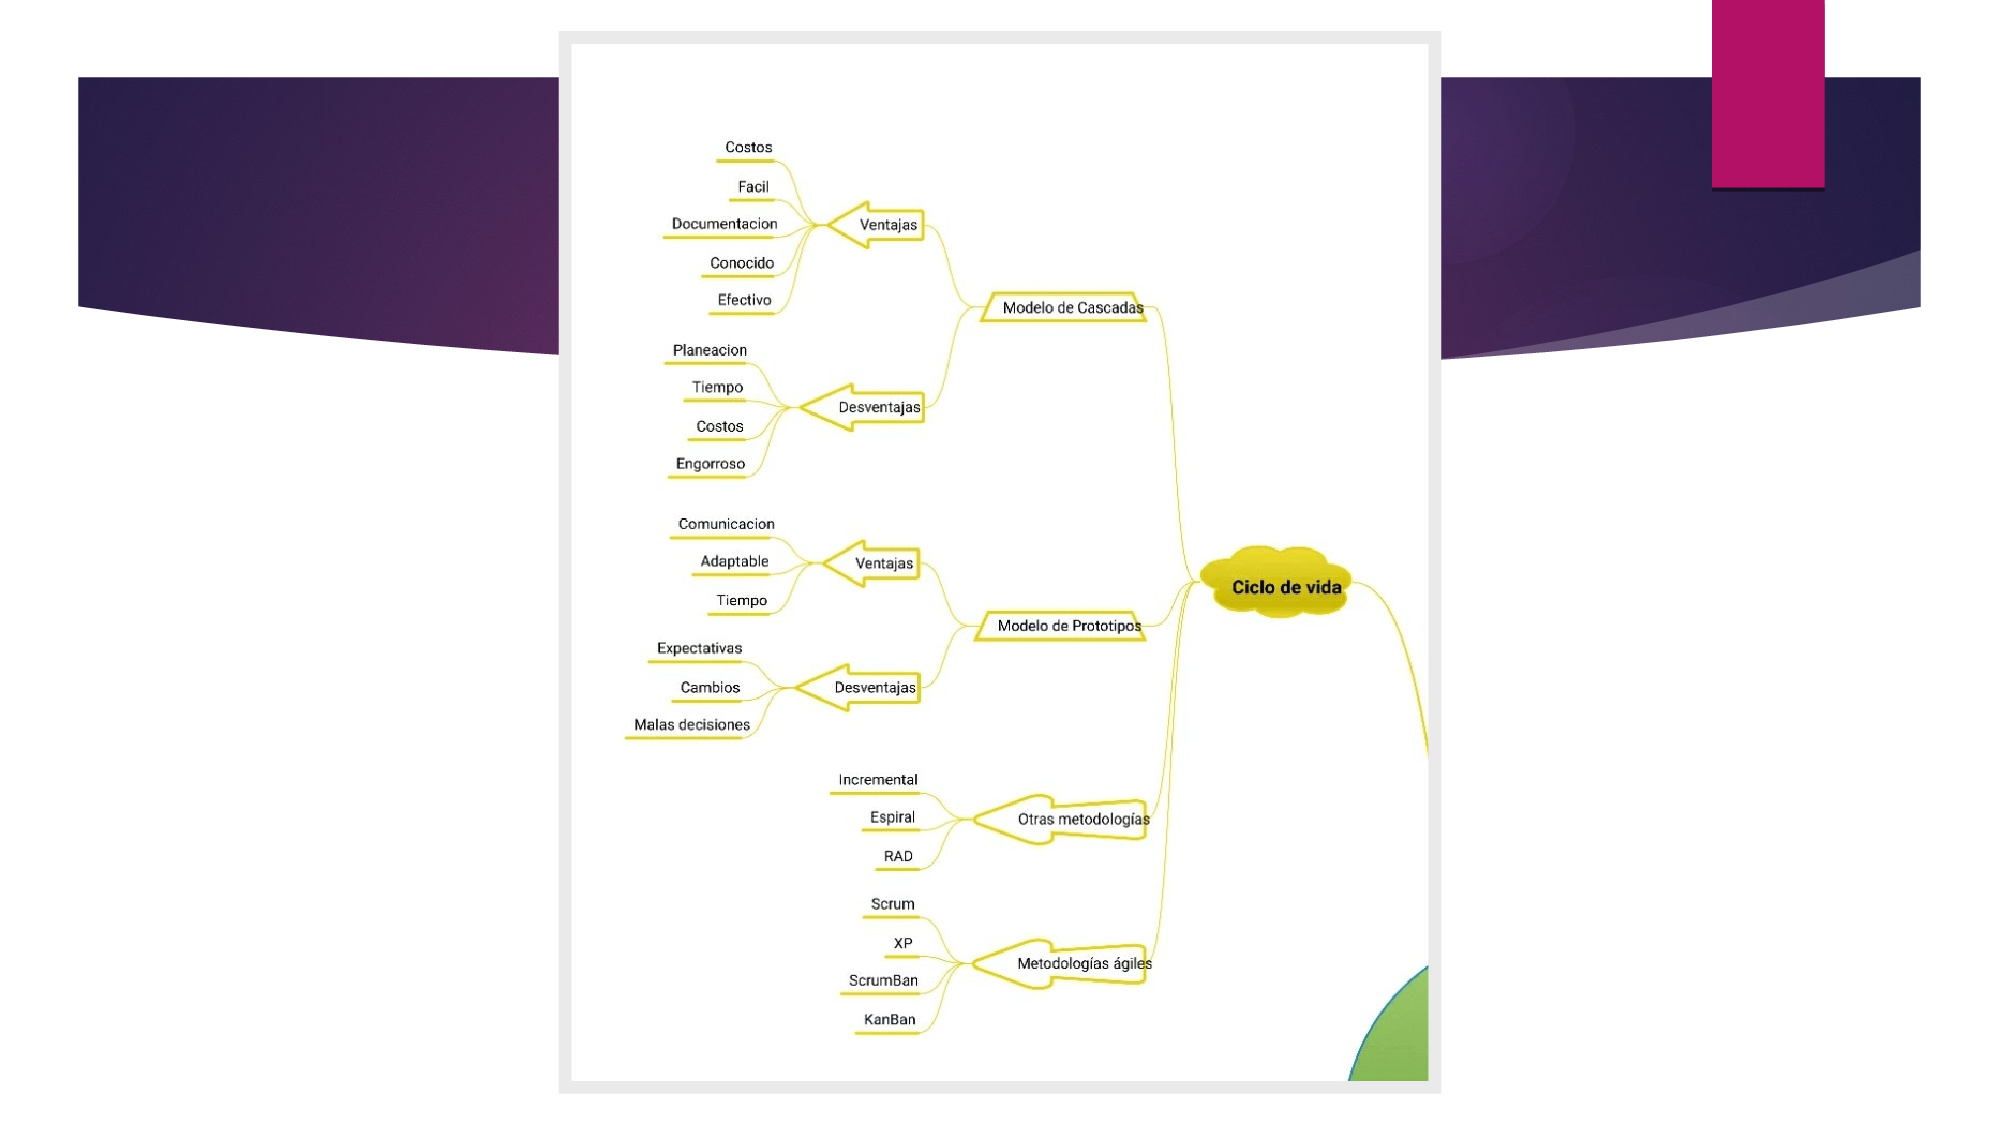 Costos
Facil
Documentacion
Conocido
Efectivo
Ventajas
Modelo de Cascadas
Planeacion
Tiempo
Costos
Engorroso
Desventajas
Comunicacion
Adaptable
Tiempo
Ventajas
Ciclo de vida
Modelo de Prototipos
Expectativas
Cambios
Malas decisiones
Desventajas
Incremental
Espiral
RAD
Otras metodologías
Scrum
XP
ScrumBan
KanBan
Metodologías ágiles